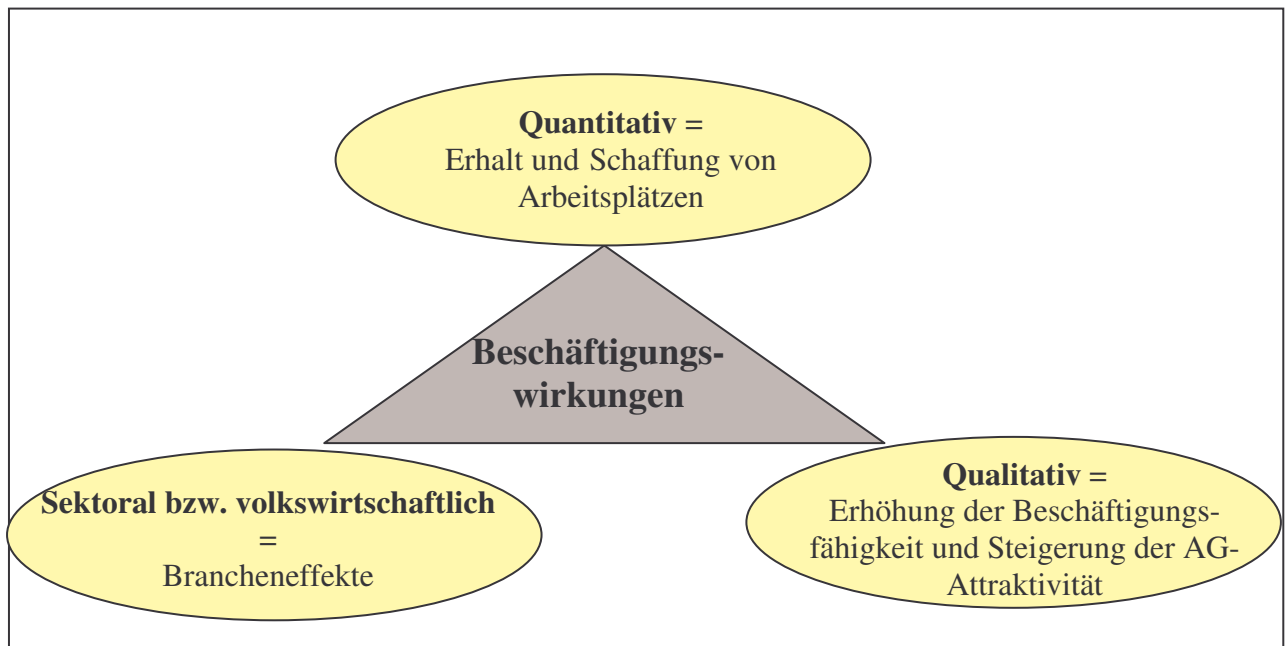 Quantitativ =
Erhalt und Schaffung von
Arbeitsplätzen
Beschäftigungs-
wirkungen
Sektoral bzw. volkswirtschaftlich
=
Brancheneffekte
Qualitativ =
Erhöhung der Beschäftigungs-
fähigkeit und Steigerung der AG-
Attraktivität